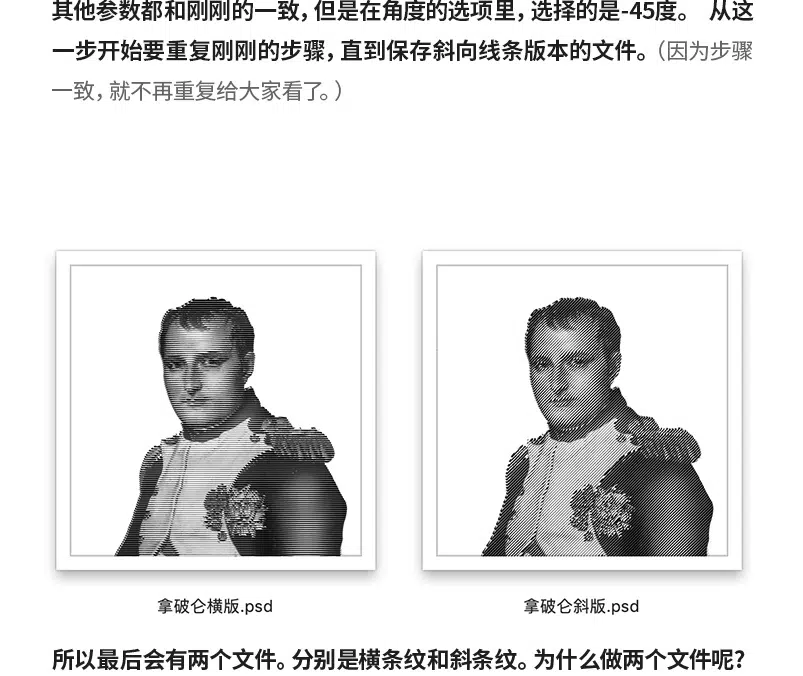 其他参数都和刚刚的一致，但是在角度的选项里，选择的是-45度。 从这
一步开始要重复刚刚的步骤，直到保存斜向线条版本的文件。（因为步骤
一致，就不再重复给大家看了。）
拿破仑横版.psd
拿破仑斜版.psd
所以最后会有两个文件。分别是横条纹和斜条纹。为什么做两个文件呢？